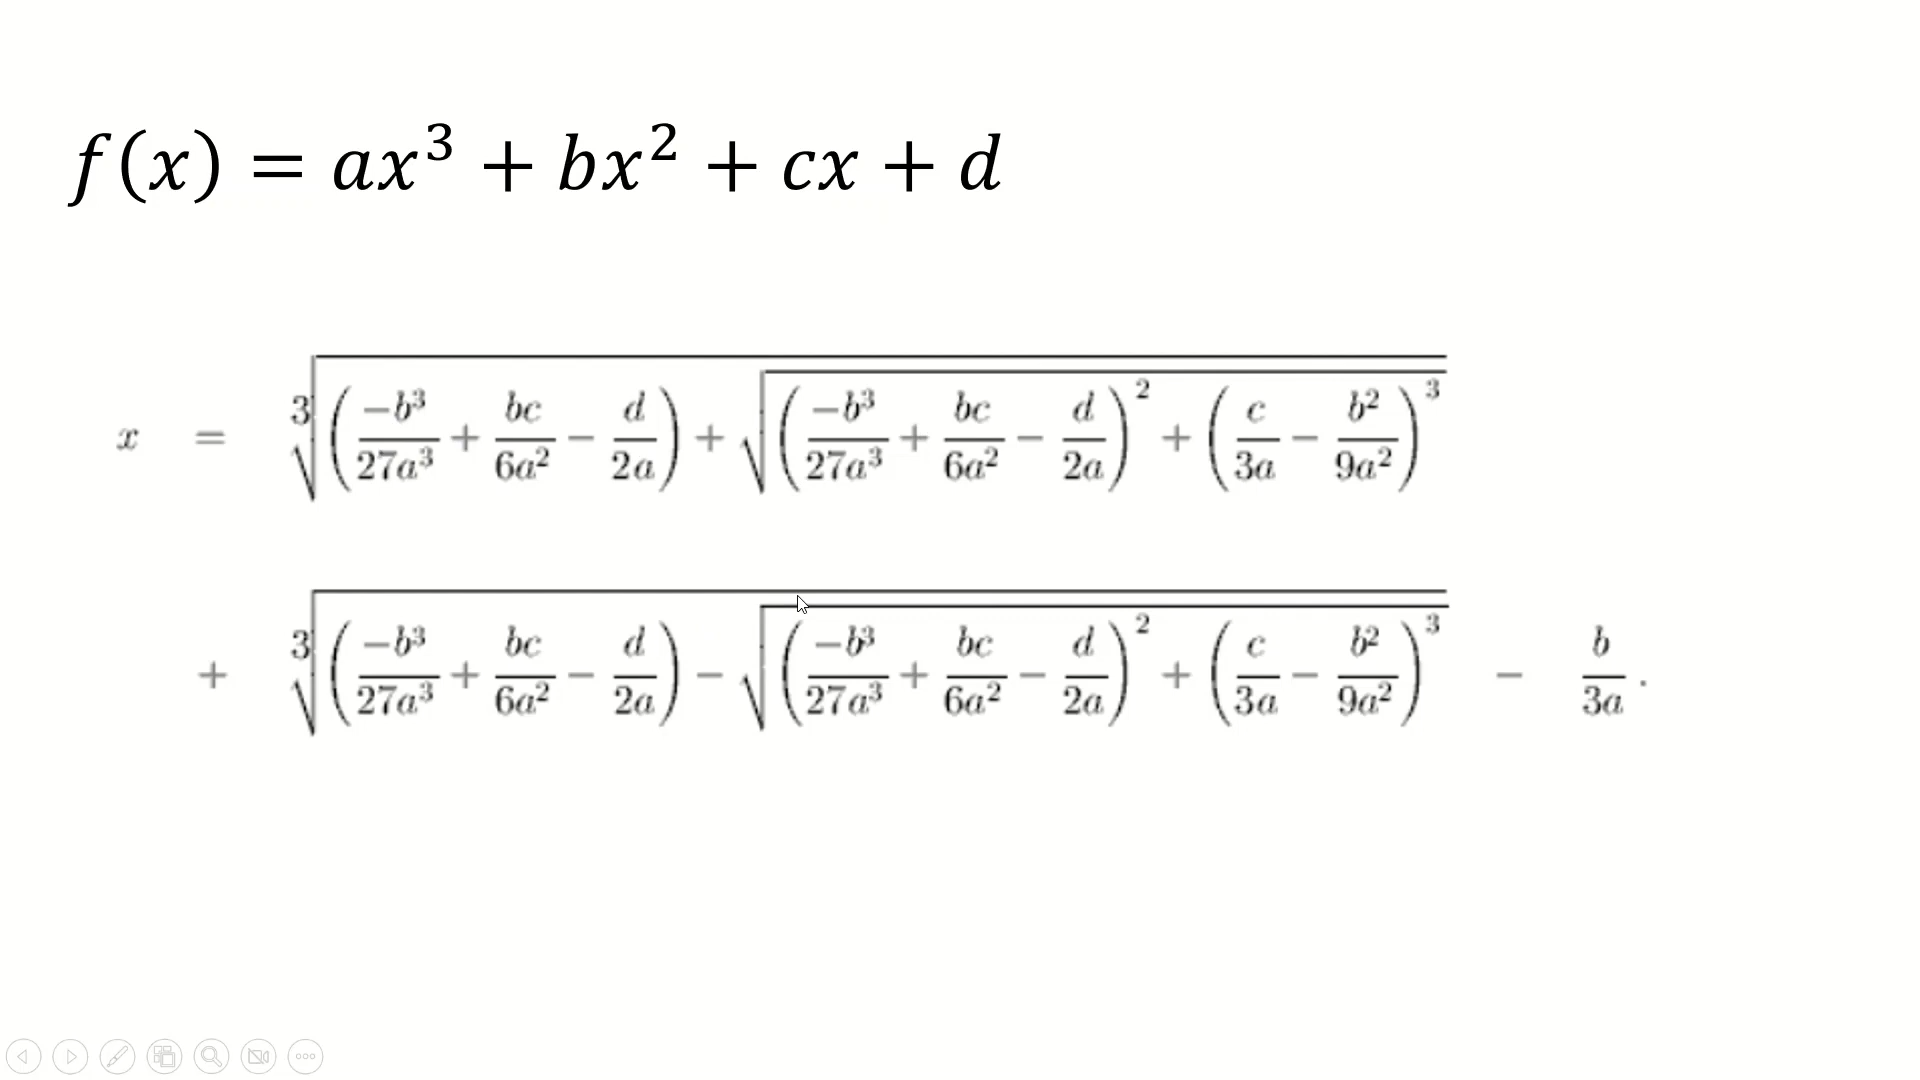 f(x) = ax³ + bx² + cx + d
x = ∛((-b³/27a³ + bc/6a² − d/2a) + √((-b³/27a³ + bc/6a² − d/2a)² + (c/3a − b²/9a²)³))
+ ∛((-b³/27a³ + bc/6a² − d/2a) − √((-b³/27a³ + bc/6a² − d/2a)² + (c/3a − b²/9a²)³)) − b/3a .